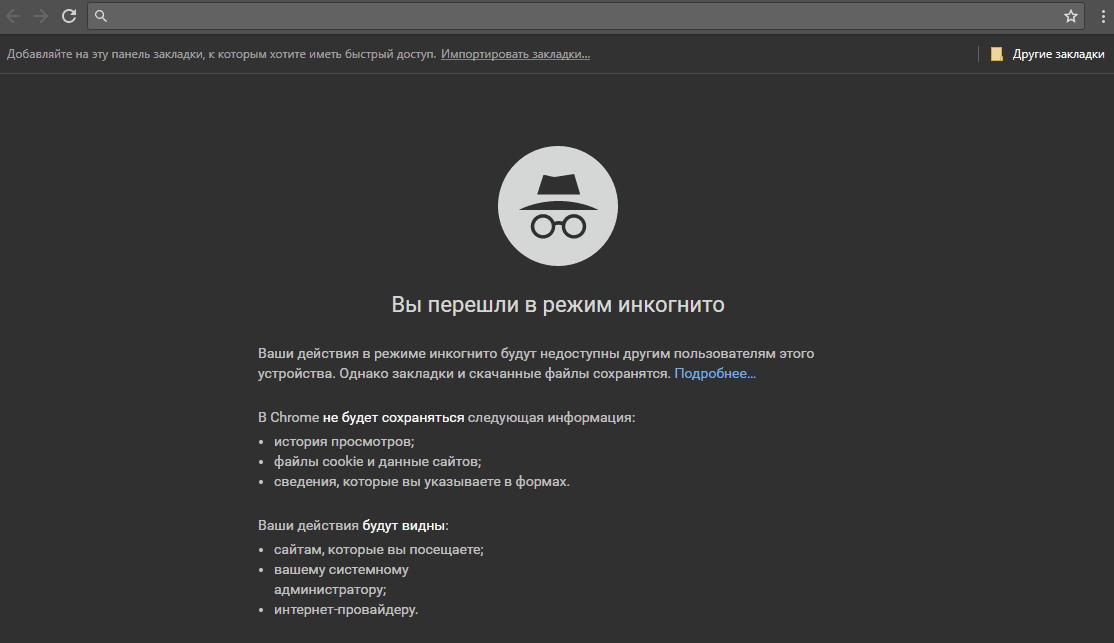 Добавляйте на эту панель закладки, к которым хотите иметь быстрый доступ. Импортировать закладки... Другие закладки
Вы перешли в режим инкогнито
Ваши действия в режиме инкогнито будут недоступны другим пользователям этого
устройства. Однако закладки и скачанные файлы сохранятся. Подробнее...
В Chrome не будет сохраняться следующая информация:
• история просмотров;
• файлы cookie и данные сайтов;
• сведения, которые вы указываете в формах.
Ваши действия будут видны:
• сайтам, которые вы посещаете;
• вашему системному
администратору;
• интернет-провайдеру.